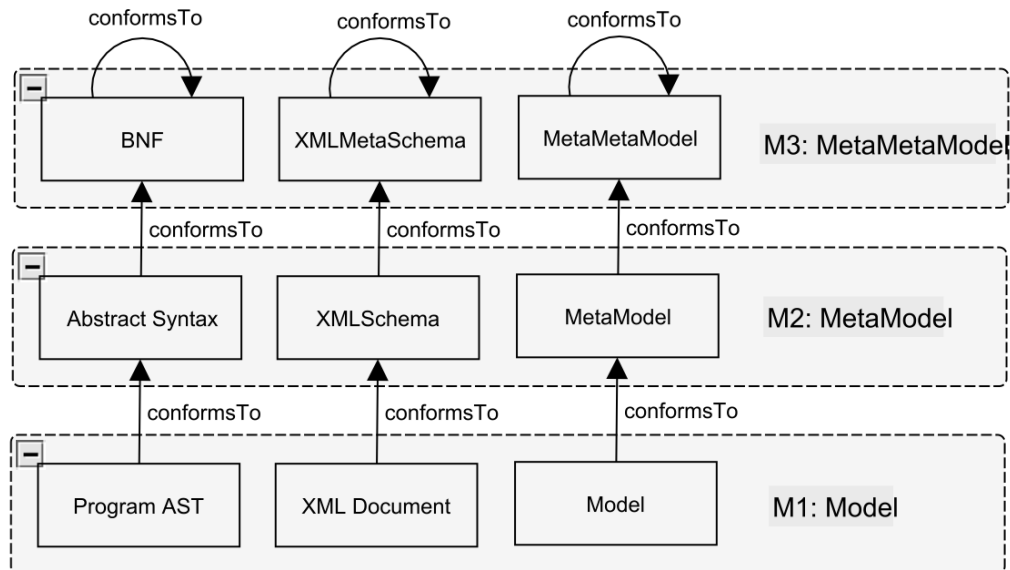 conformsTo conformsTo conformsTo
BNF XMLMetaSchema MetaMetaModel M3: MetaMetaModel
conformsTo conformsTo conformsTo
Abstract Syntax XMLSchema MetaModel M2: MetaModel
conformsTo conformsTo conformsTo
Program AST XML Document Model M1: Model